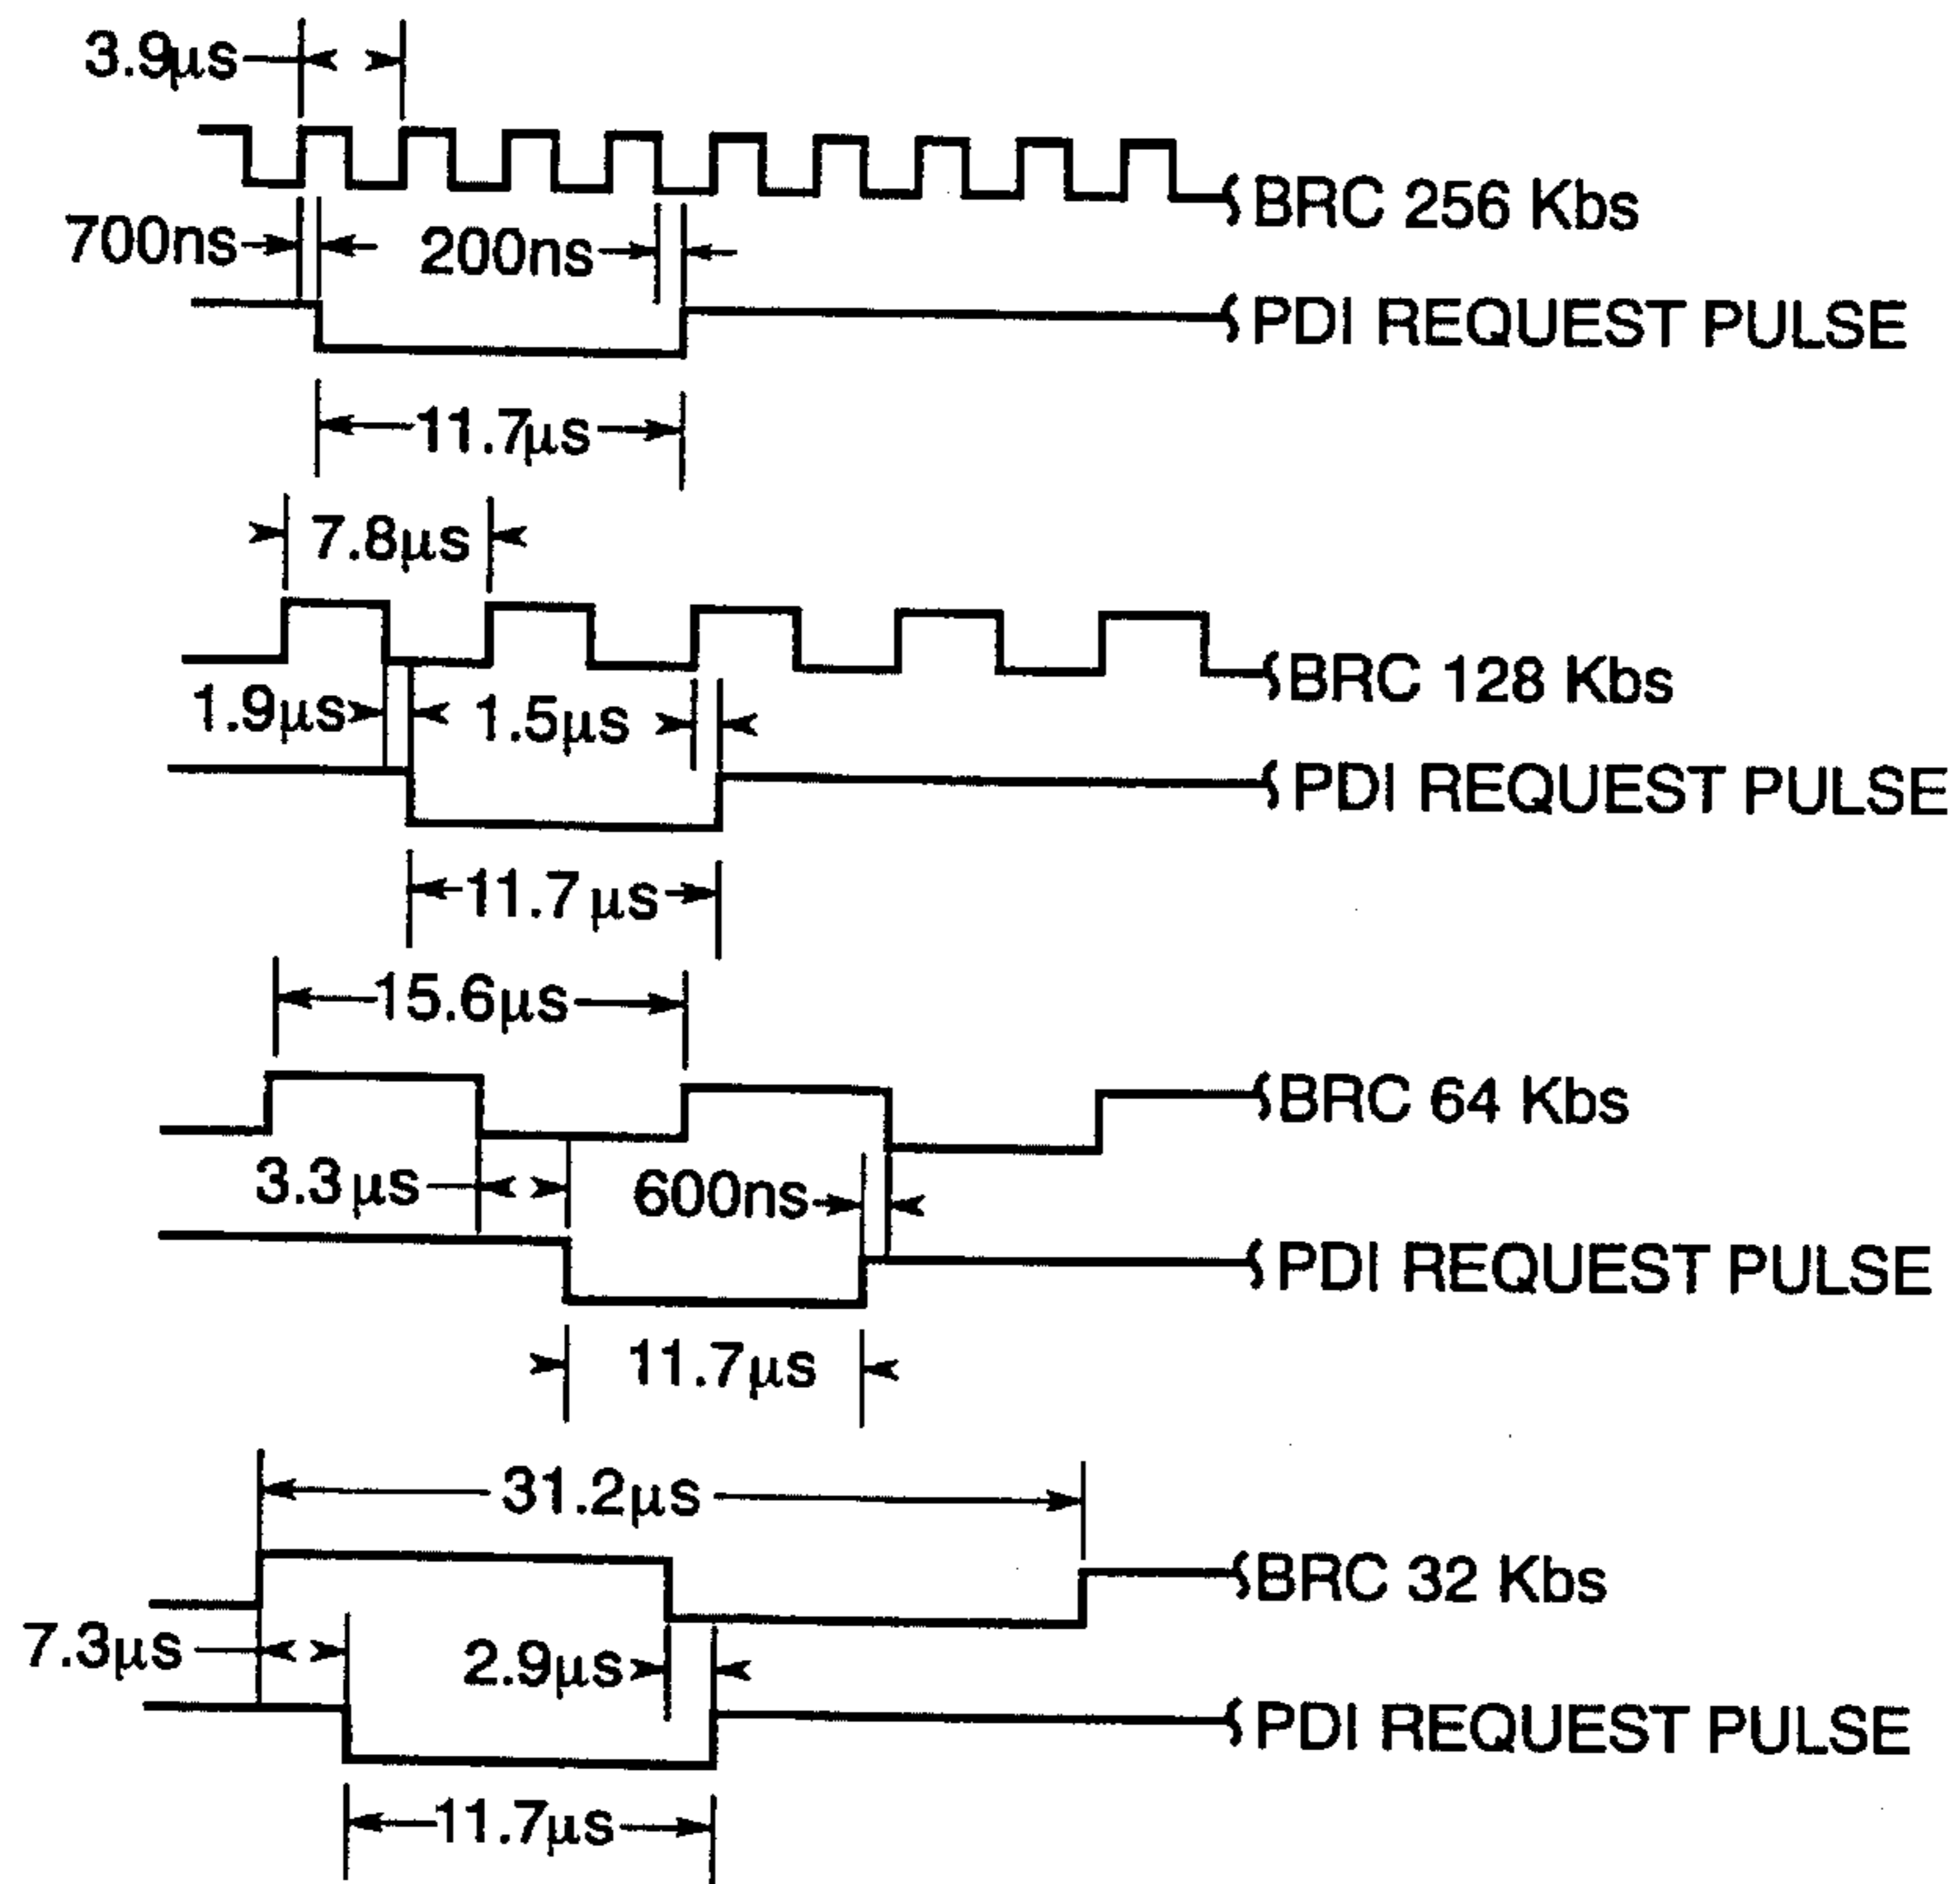 3.9µs
BRC 256 Kbs
700ns
200ns
PDI REQUEST PULSE
11.7µs
7.8µs
BRC 128 Kbs
1.9µs
1.5µs
PDI REQUEST PULSE
11.7 µs
15.6µs
BRC 64 Kbs
3.3µs
600ns
PDI REQUEST PULSE
11.7µs
31.2µs
BRC 32 Kbs
7.3µs
2.9µs
PDI REQUEST PULSE
11.7µs